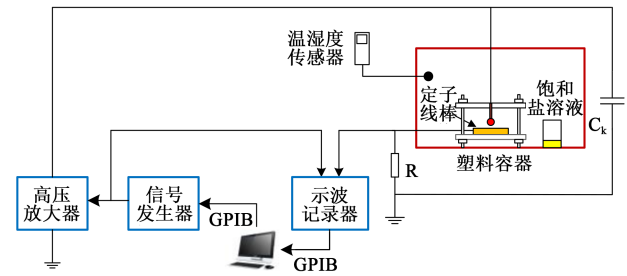 温湿度
传感器
定子
线棒
饱和
盐溶液
Cₖ
塑料容器
R
高压
放大器
信号
发生器
示波
记录器
GPIB
GPIB